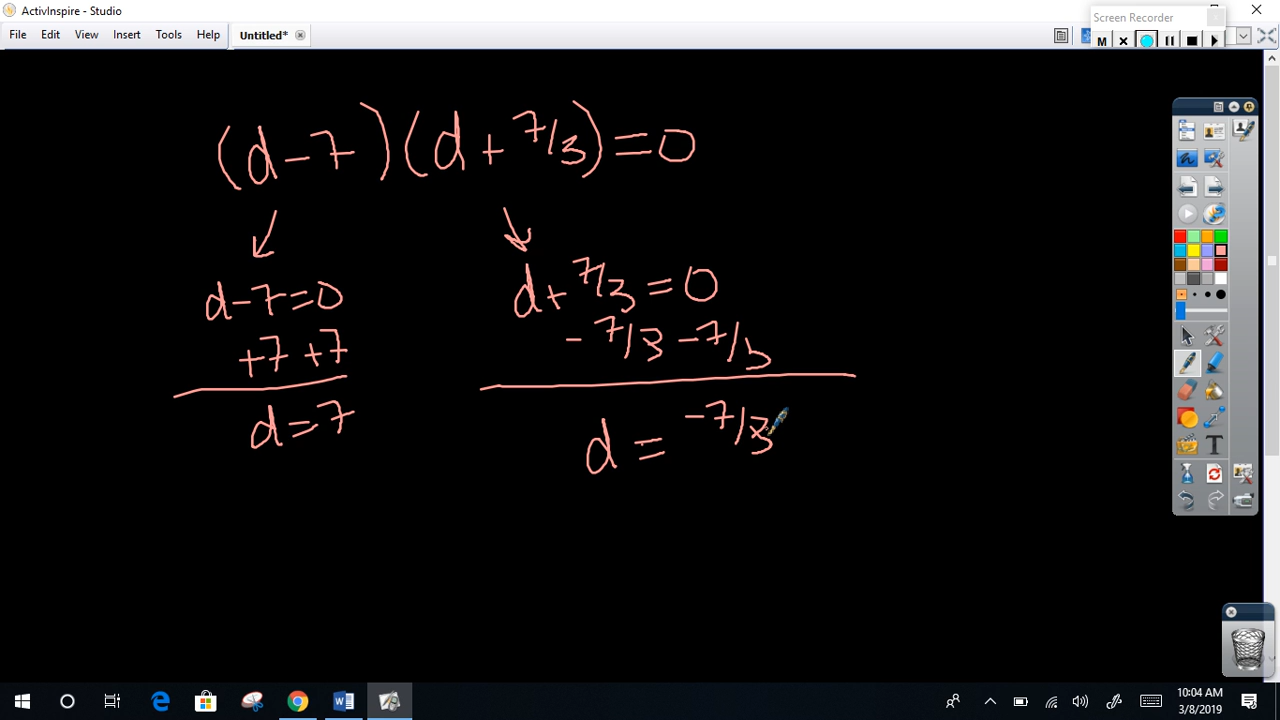 ActivInspire - Studio
Screen Recorder
File Edit View Insert Tools Help Untitled*
M
(d-7)(d+7/3)=0
d-7=0
+7 +7
d=7
d+7/3=0
-7/3 -7/3
d = -7/3
10:04 AM
3/8/2019